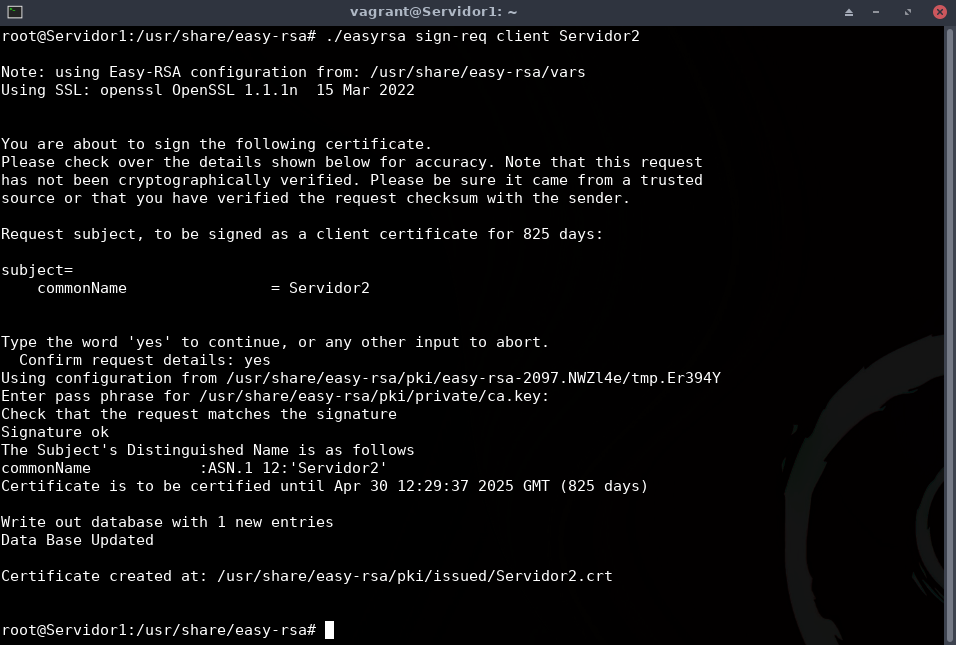 vagrant@Servidor1: ~
root@Servidor1:/usr/share/easy-rsa# ./easyrsa sign-req client Servidor2
Note: using Easy-RSA configuration from: /usr/share/easy-rsa/vars
Using SSL: openssl OpenSSL 1.1.1n  15 Mar 2022
You are about to sign the following certificate.
Please check over the details shown below for accuracy. Note that this request
has not been cryptographically verified. Please be sure it came from a trusted
source or that you have verified the request checksum with the sender.
Request subject, to be signed as a client certificate for 825 days:
subject=
    commonName                = Servidor2
Type the word 'yes' to continue, or any other input to abort.
  Confirm request details: yes
Using configuration from /usr/share/easy-rsa/pki/easy-rsa-2097.NWZl4e/tmp.Er394Y
Enter pass phrase for /usr/share/easy-rsa/pki/private/ca.key:
Check that the request matches the signature
Signature ok
The Subject's Distinguished Name is as follows
commonName            :ASN.1 12:'Servidor2'
Certificate is to be certified until Apr 30 12:29:37 2025 GMT (825 days)
Write out database with 1 new entries
Data Base Updated
Certificate created at: /usr/share/easy-rsa/pki/issued/Servidor2.crt
root@Servidor1:/usr/share/easy-rsa#